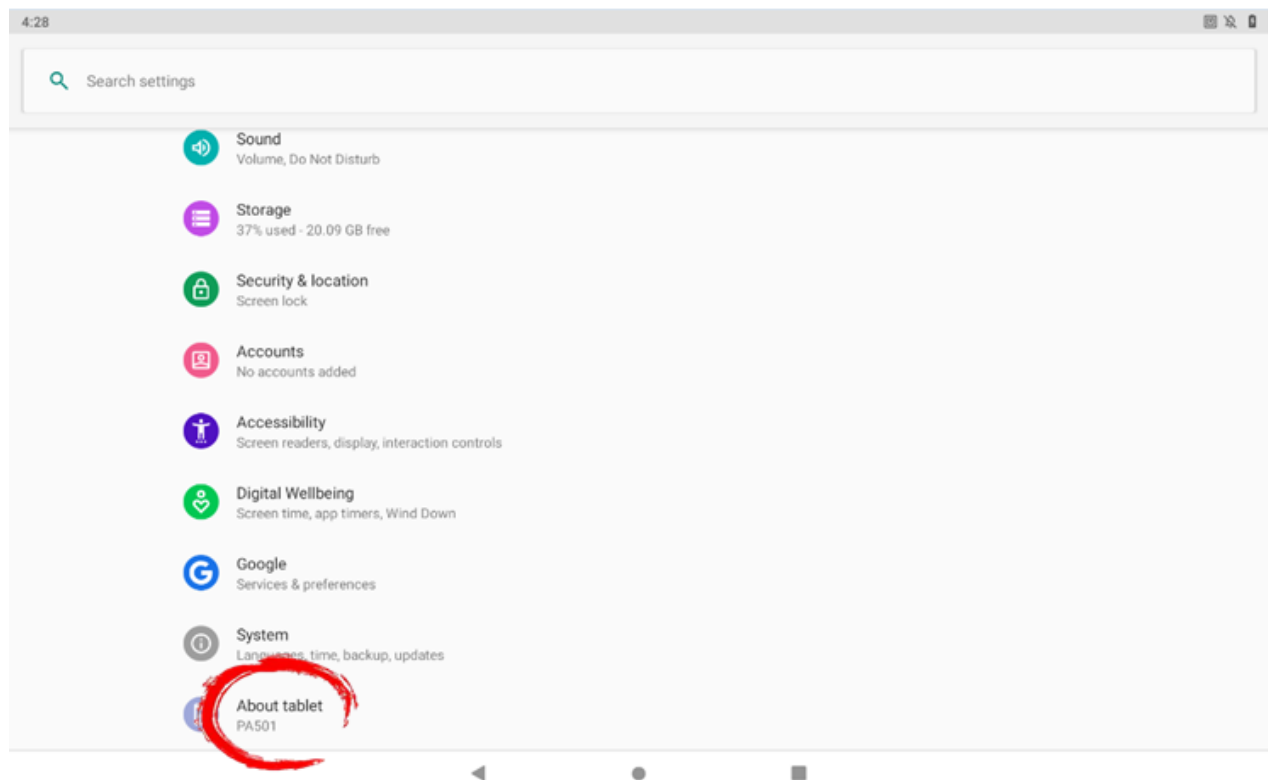 4:28
Search settings
Sound
Volume, Do Not Disturb
Storage
37% used - 20.09 GB free
Security & location
Screen lock
Accounts
No accounts added
Accessibility
Screen readers, display, interaction controls
Digital Wellbeing
Screen time, app timers, Wind Down
Google
Services & preferences
System
Languages, time, backup, updates
About tablet
PA501